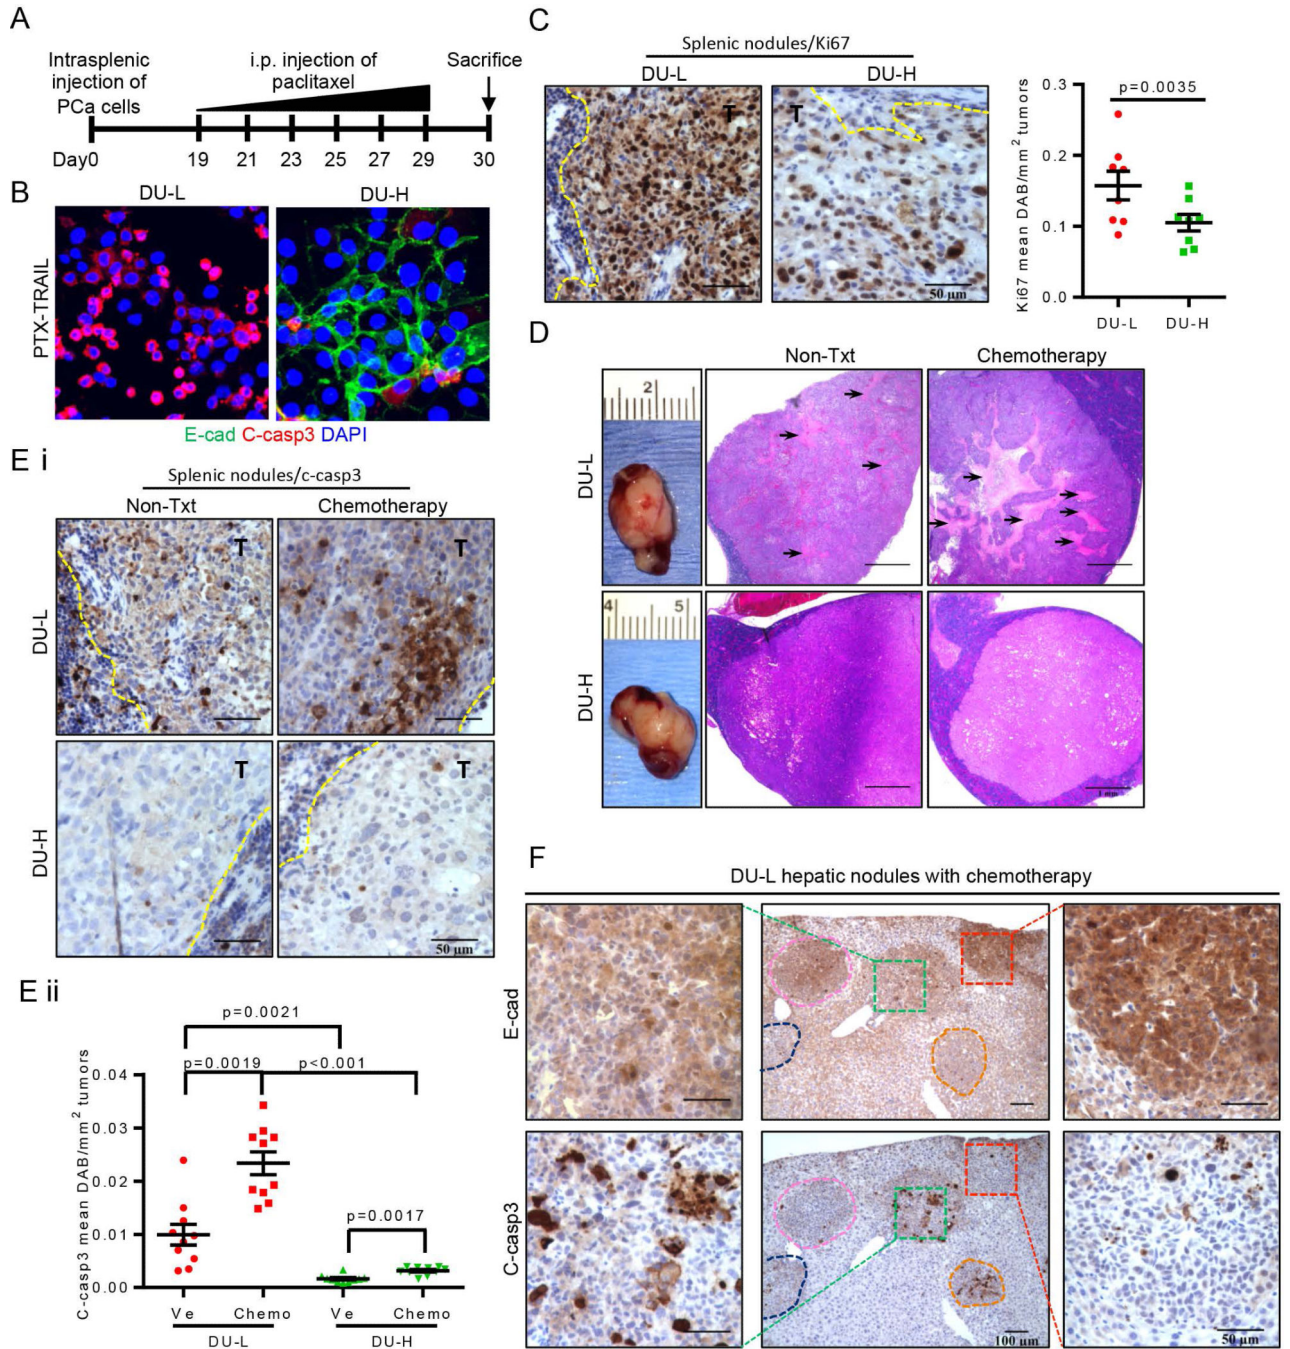 A
Intrasplenic
injection of
PCa cells
i.p. injection of
paclitaxel
Sacrifice
Day0 19 21 23 25 27 29 30
B
DU-L DU-H
PTX-TRAIL
E-cad C-casp3 DAPI
C
Splenic nodules/Ki67
DU-L DU-H
T T
50 µm
Ki67 mean DAB/mm² tumors
p=0.0035
0.3
0.2
0.1
0.0
DU-L DU-H
D
Non-Txt Chemotherapy
DU-L
2
DU-H
4 5
1 mm
E i
Splenic nodules/c-casp3
Non-Txt Chemotherapy
DU-L
T T
DU-H
T T
50 µm
E ii
C-casp3 mean DAB/mm² tumors
p=0.0021
p=0.0019 p<0.001
p=0.0017
0.04
0.03
0.02
0.01
0.00
Ve Chemo Ve Chemo
DU-L DU-H
F
DU-L hepatic nodules with chemotherapy
E-cad
C-casp3
100 µm
50 µm